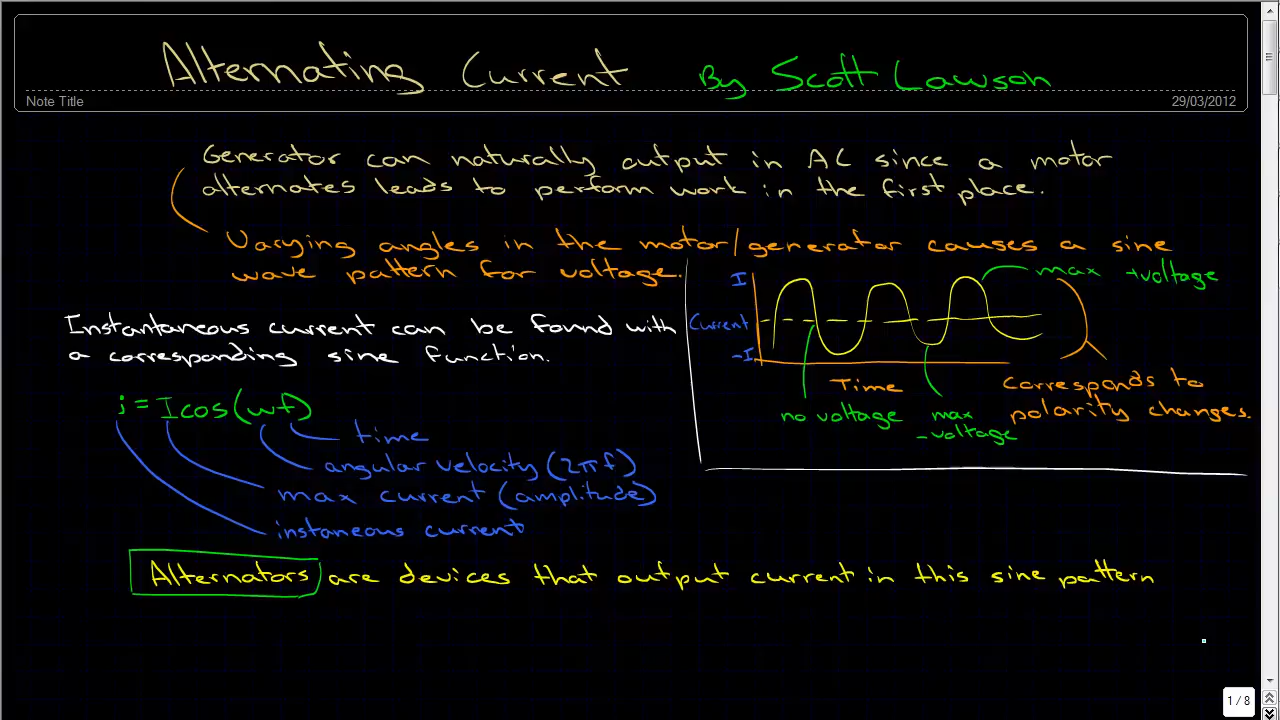 Alternating Current By Scott Lawson
Note Title
29/03/2012
Generator can naturally output in AC since a motor
alternates leads to perform work in the first place.
Varying angles in the motor/generator causes a sine
wave pattern for voltage.
I
max +voltage
Current
-I
Time
no voltage
max
-voltage
Corresponds to
polarity changes.
Instantaneous current can be found with
a corresponding sine function.
i = Icos(wt)
time
angular velocity (2πf)
max current (amplitude)
instaneous current
Alternators are devices that output current in this sine pattern
1 / 8